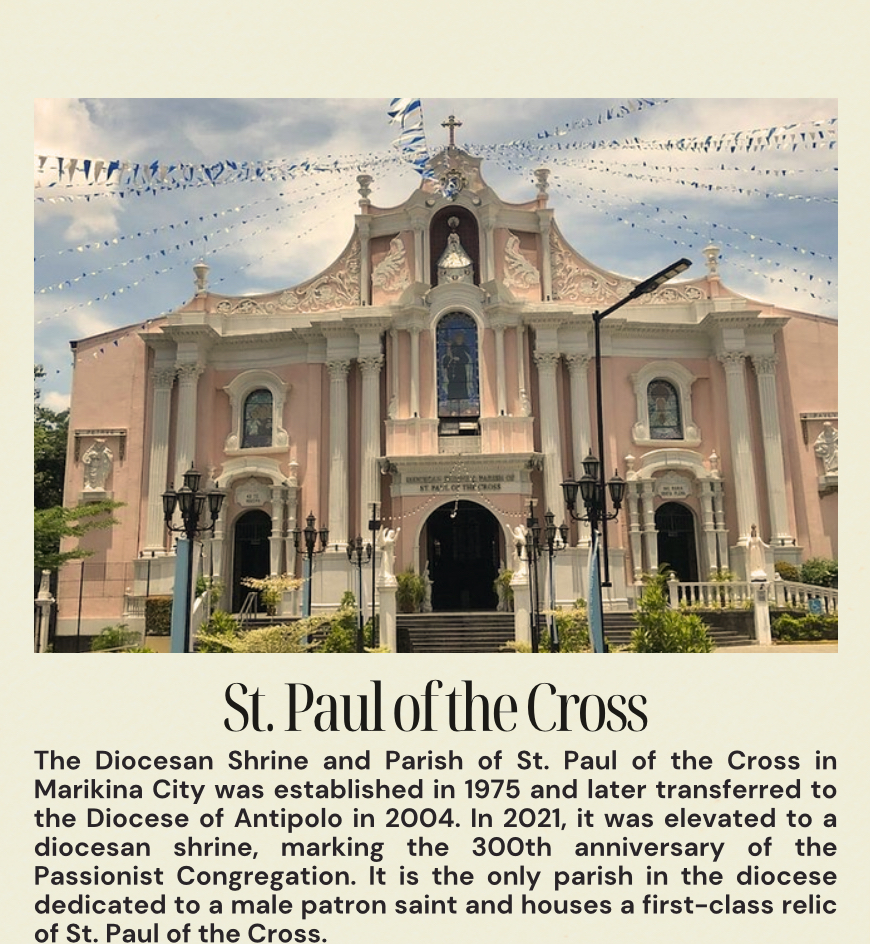 DIOCESAN SHRINE & PARISH OF
ST. PAUL OF THE CROSS
St. Paul of the Cross
The Diocesan Shrine and Parish of St. Paul of the Cross in
Marikina City was established in 1975 and later transferred to
the Diocese of Antipolo in 2004. In 2021, it was elevated to a
diocesan shrine, marking the 300th anniversary of the
Passionist Congregation. It is the only parish in the diocese
dedicated to a male patron saint and houses a first-class relic
of St. Paul of the Cross.